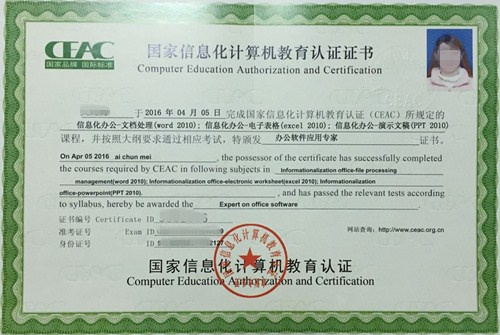 CEAC
国家品牌 国际标准
国家信息化计算机教育认证证书
Computer Education Authorization and Certification
于2016 年 04 月 05 日完成国家信息化计算机教育认证（CEAC）所规定的
信息化办公-文档处理(word 2010)；信息化办公-电子表格(excel 2010)；信息化办公-演示文稿(PPT 2010)
课程，并按照大纲要求通过相应考试，特颁发 办公软件应用专家 证书。
On Apr 05 2016 ai chun mei , the possessor of the certificate has successfully completed
the courses required by CEAC in following subjects in Informationalization office-file processing
management(word 2010); Informationalization office-electronic worksheet(excel 2010); Informationalization
office-powerpoint(PPT 2010). , and has passed the relevant tests according
to syllabus, hereby be awarded the Expert on office software .
证书编号 Certificate ID
准考证号 Exam ID
身份证号 ID 2127
网站查询：http://www.ceac.org.cn
国家信息化计算机教育认证
Computer Education Authorization and Certification